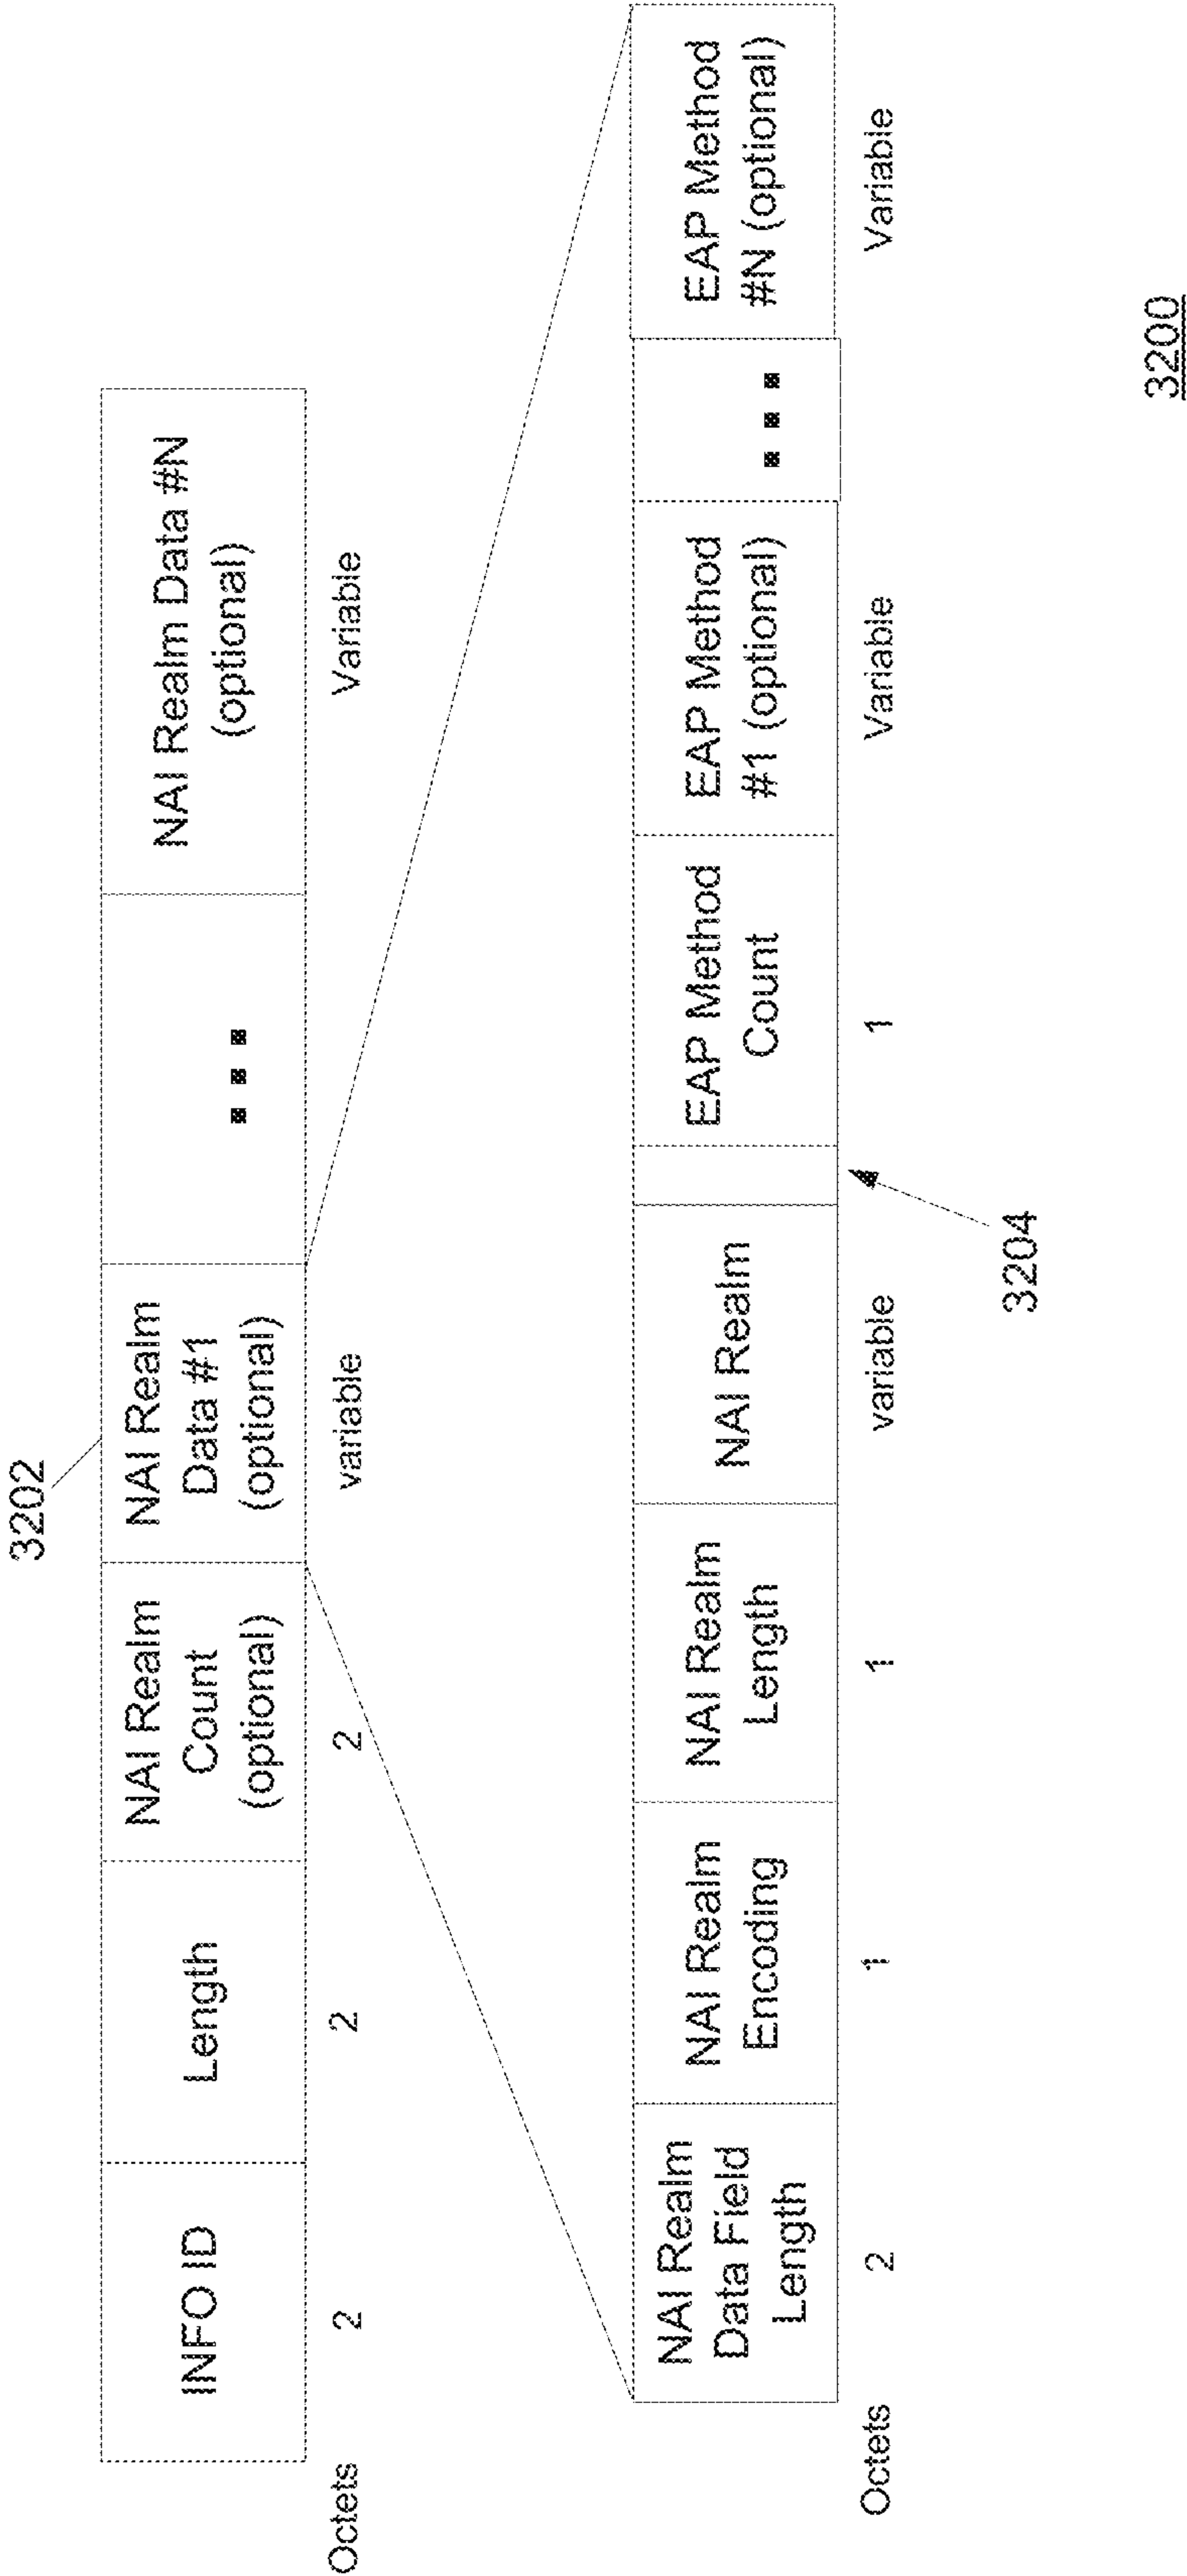 3202
INFO ID
Length
NAI Realm
Count
(optional)
NAI Realm
Data #1
(optional)
...
NAI Realm Data #N
(optional)
Octets 2 2 2 variable Variable
NAI Realm
Data Field
Length
NAI Realm
Encoding
NAI Realm
Length
NAI Realm
EAP Method
Count
EAP Method
#1 (optional)
...
EAP Method
#N (optional)
Octets 2 1 1 variable 1 Variable Variable
3204
3200